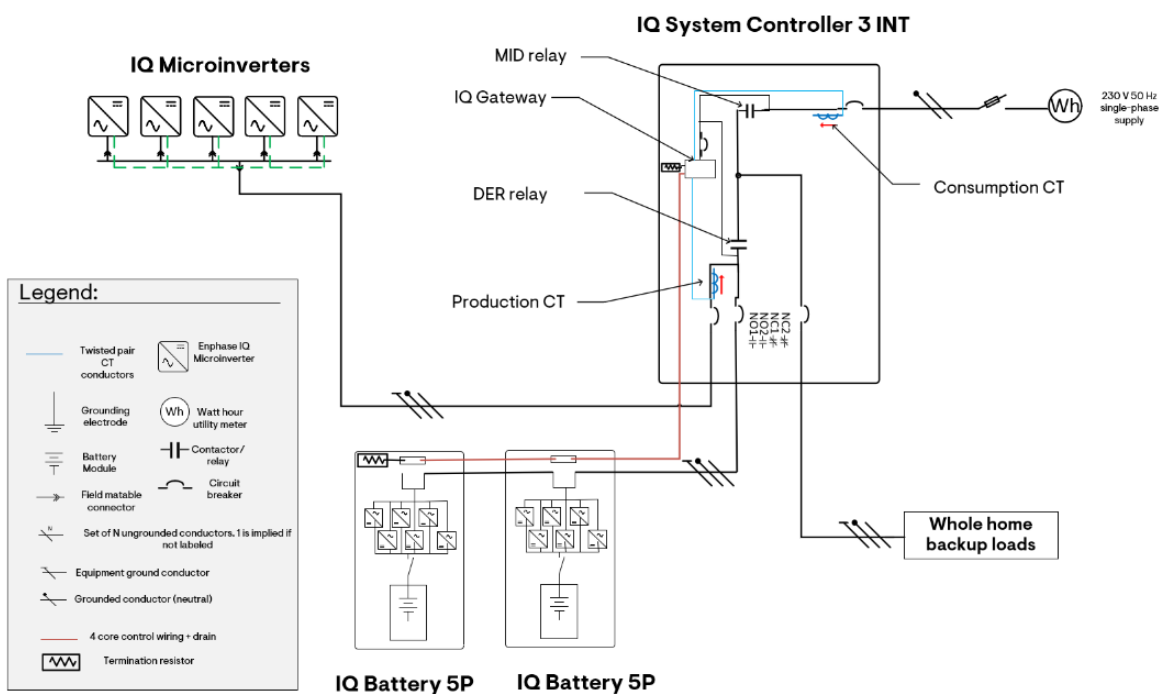 IQ System Controller 3 INT
MID relay
IQ Microinverters
IQ Gateway
Wh
230 V 50 Hz
single-phase
supply
DER relay
Consumption CT
Production CT
NO1
NO2
NC1
NC2
Legend:
Twisted pair
CT
conductors
Enphase IQ
Microinverter
Grounding
electrode
Wh
Watt hour
utility meter
Battery
Module
Contactor/
relay
Field matable
connector
Circuit
breaker
N
Set of N ungrounded conductors. 1 is implied if
not labeled
Equipment ground conductor
Grounded conductor (neutral)
4 core control wiring + drain
Termination resistor
Whole home
backup loads
IQ Battery 5P
IQ Battery 5P